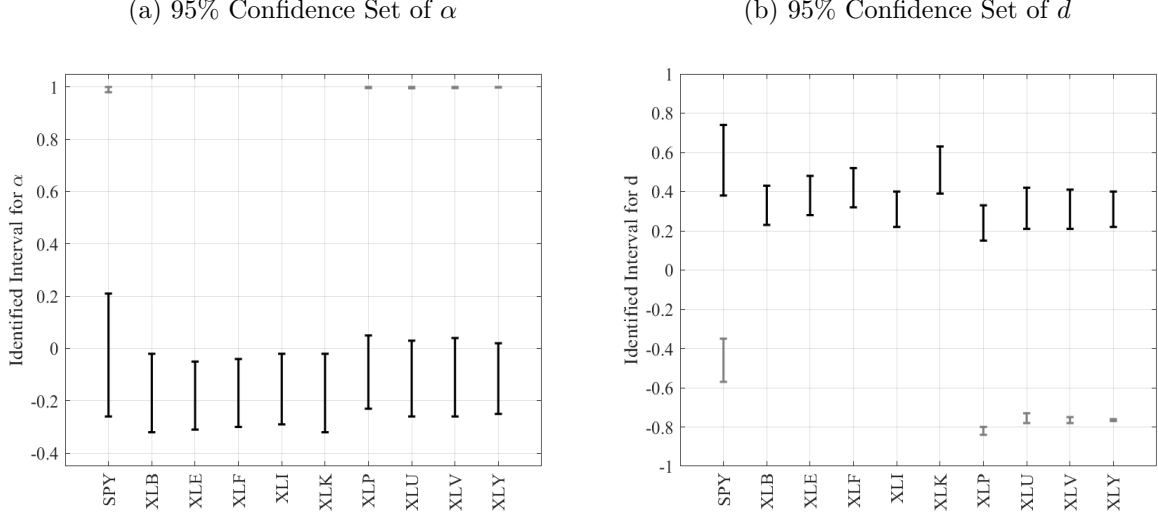 (a) 95% Confidence Set of α
(b) 95% Confidence Set of d
Identified Interval for α
1
0.8
0.6
0.4
0.2
0
-0.2
-0.4
SPY
XLB
XLE
XLF
XLI
XLK
XLP
XLU
XLV
XLY
Identified Interval for d
1
0.8
0.6
0.4
0.2
0
-0.2
-0.4
-0.6
-0.8
-1
SPY
XLB
XLE
XLF
XLI
XLK
XLP
XLU
XLV
XLY